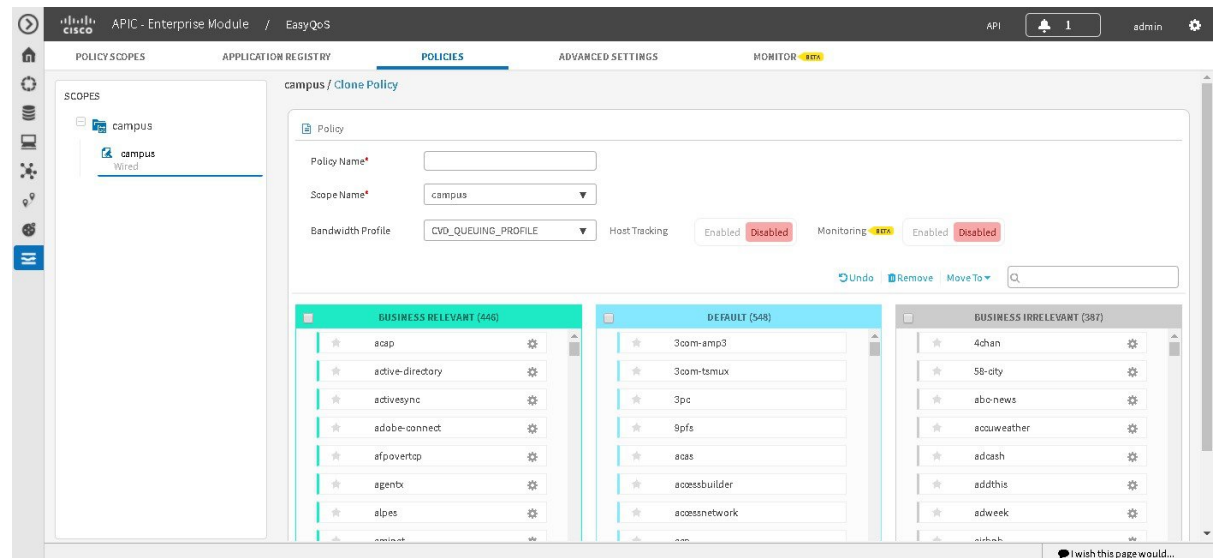 CISCO APIC - Enterprise Module / EasyQoS API 1 admin
POLICY SCOPES APPLICATION REGISTRY POLICIES ADVANCED SETTINGS MONITOR BETA
SCOPES
campus
campus
Wired
campus / Clone Policy
Policy
Policy Name*
Scope Name* campus
Bandwidth Profile CVD_QUEUING_PROFILE Host Tracking Enabled Disabled Monitoring BETA Enabled Disabled
Undo Remove Move To
BUSINESS RELEVANT (446) DEFAULT (548) BUSINESS IRRELEVANT (387)
acap 3com-amp3 4chan
active-directory 3com-tsmux 58-city
activesync 3pc abc-news
adobe-connect 9pfs accuweather
afpovertcp acas adcash
agentx accessbuilder addthis
alpes accessnetwork adweek
I wish this page would...